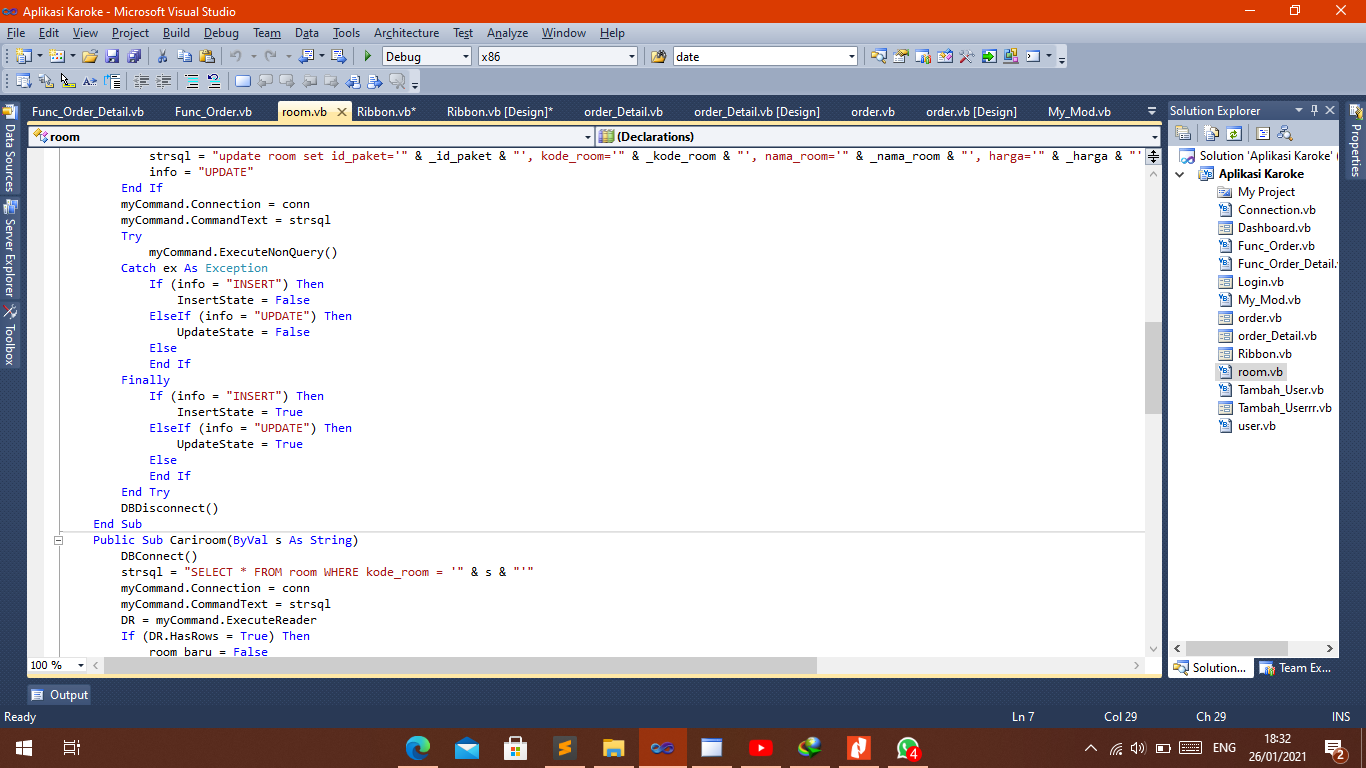 Aplikasi Karoke - Microsoft Visual Studio
File Edit View Project Build Debug Team Data Tools Architecture Test Analyze Window Help
Debug x86 date
Func_Order_Detail.vb Func_Order.vb room.vb Ribbon.vb* Ribbon.vb [Design]* order_Detail.vb order_Detail.vb [Design] order.vb order.vb [Design] My_Mod.vb
room (Declarations)
strsql = "update room set id_paket='" & _id_paket & "', kode_room='" & _kode_room & "', nama_room='" & _nama_room & "', harga='" & _harga & "'
info = "UPDATE"
End If
myCommand.Connection = conn
myCommand.CommandText = strsql
Try
myCommand.ExecuteNonQuery()
Catch ex As Exception
If (info = "INSERT") Then
InsertState = False
ElseIf (info = "UPDATE") Then
UpdateState = False
Else
End If
Finally
If (info = "INSERT") Then
InsertState = True
ElseIf (info = "UPDATE") Then
UpdateState = True
Else
End If
End Try
DBDisconnect()
End Sub
Public Sub Cariroom(ByVal s As String)
DBConnect()
strsql = "SELECT * FROM room WHERE kode_room = '" & s & "'"
myCommand.Connection = conn
myCommand.CommandText = strsql
DR = myCommand.ExecuteReader
If (DR.HasRows = True) Then
room_baru = False
100 %
Data Sources
Server Explorer
Toolbox
Solution Explorer
Solution 'Aplikasi Karoke' (
Aplikasi Karoke
My Project
Connection.vb
Dashboard.vb
Func_Order.vb
Func_Order_Detail.
Login.vb
My_Mod.vb
order.vb
order_Detail.vb
Ribbon.vb
room.vb
Tambah_User.vb
Tambah_Userrr.vb
user.vb
Solution... Team Ex...
Properties
Output
Ready Ln 7 Col 29 Ch 29 INS
4
ENG
18:32
26/01/2021
2